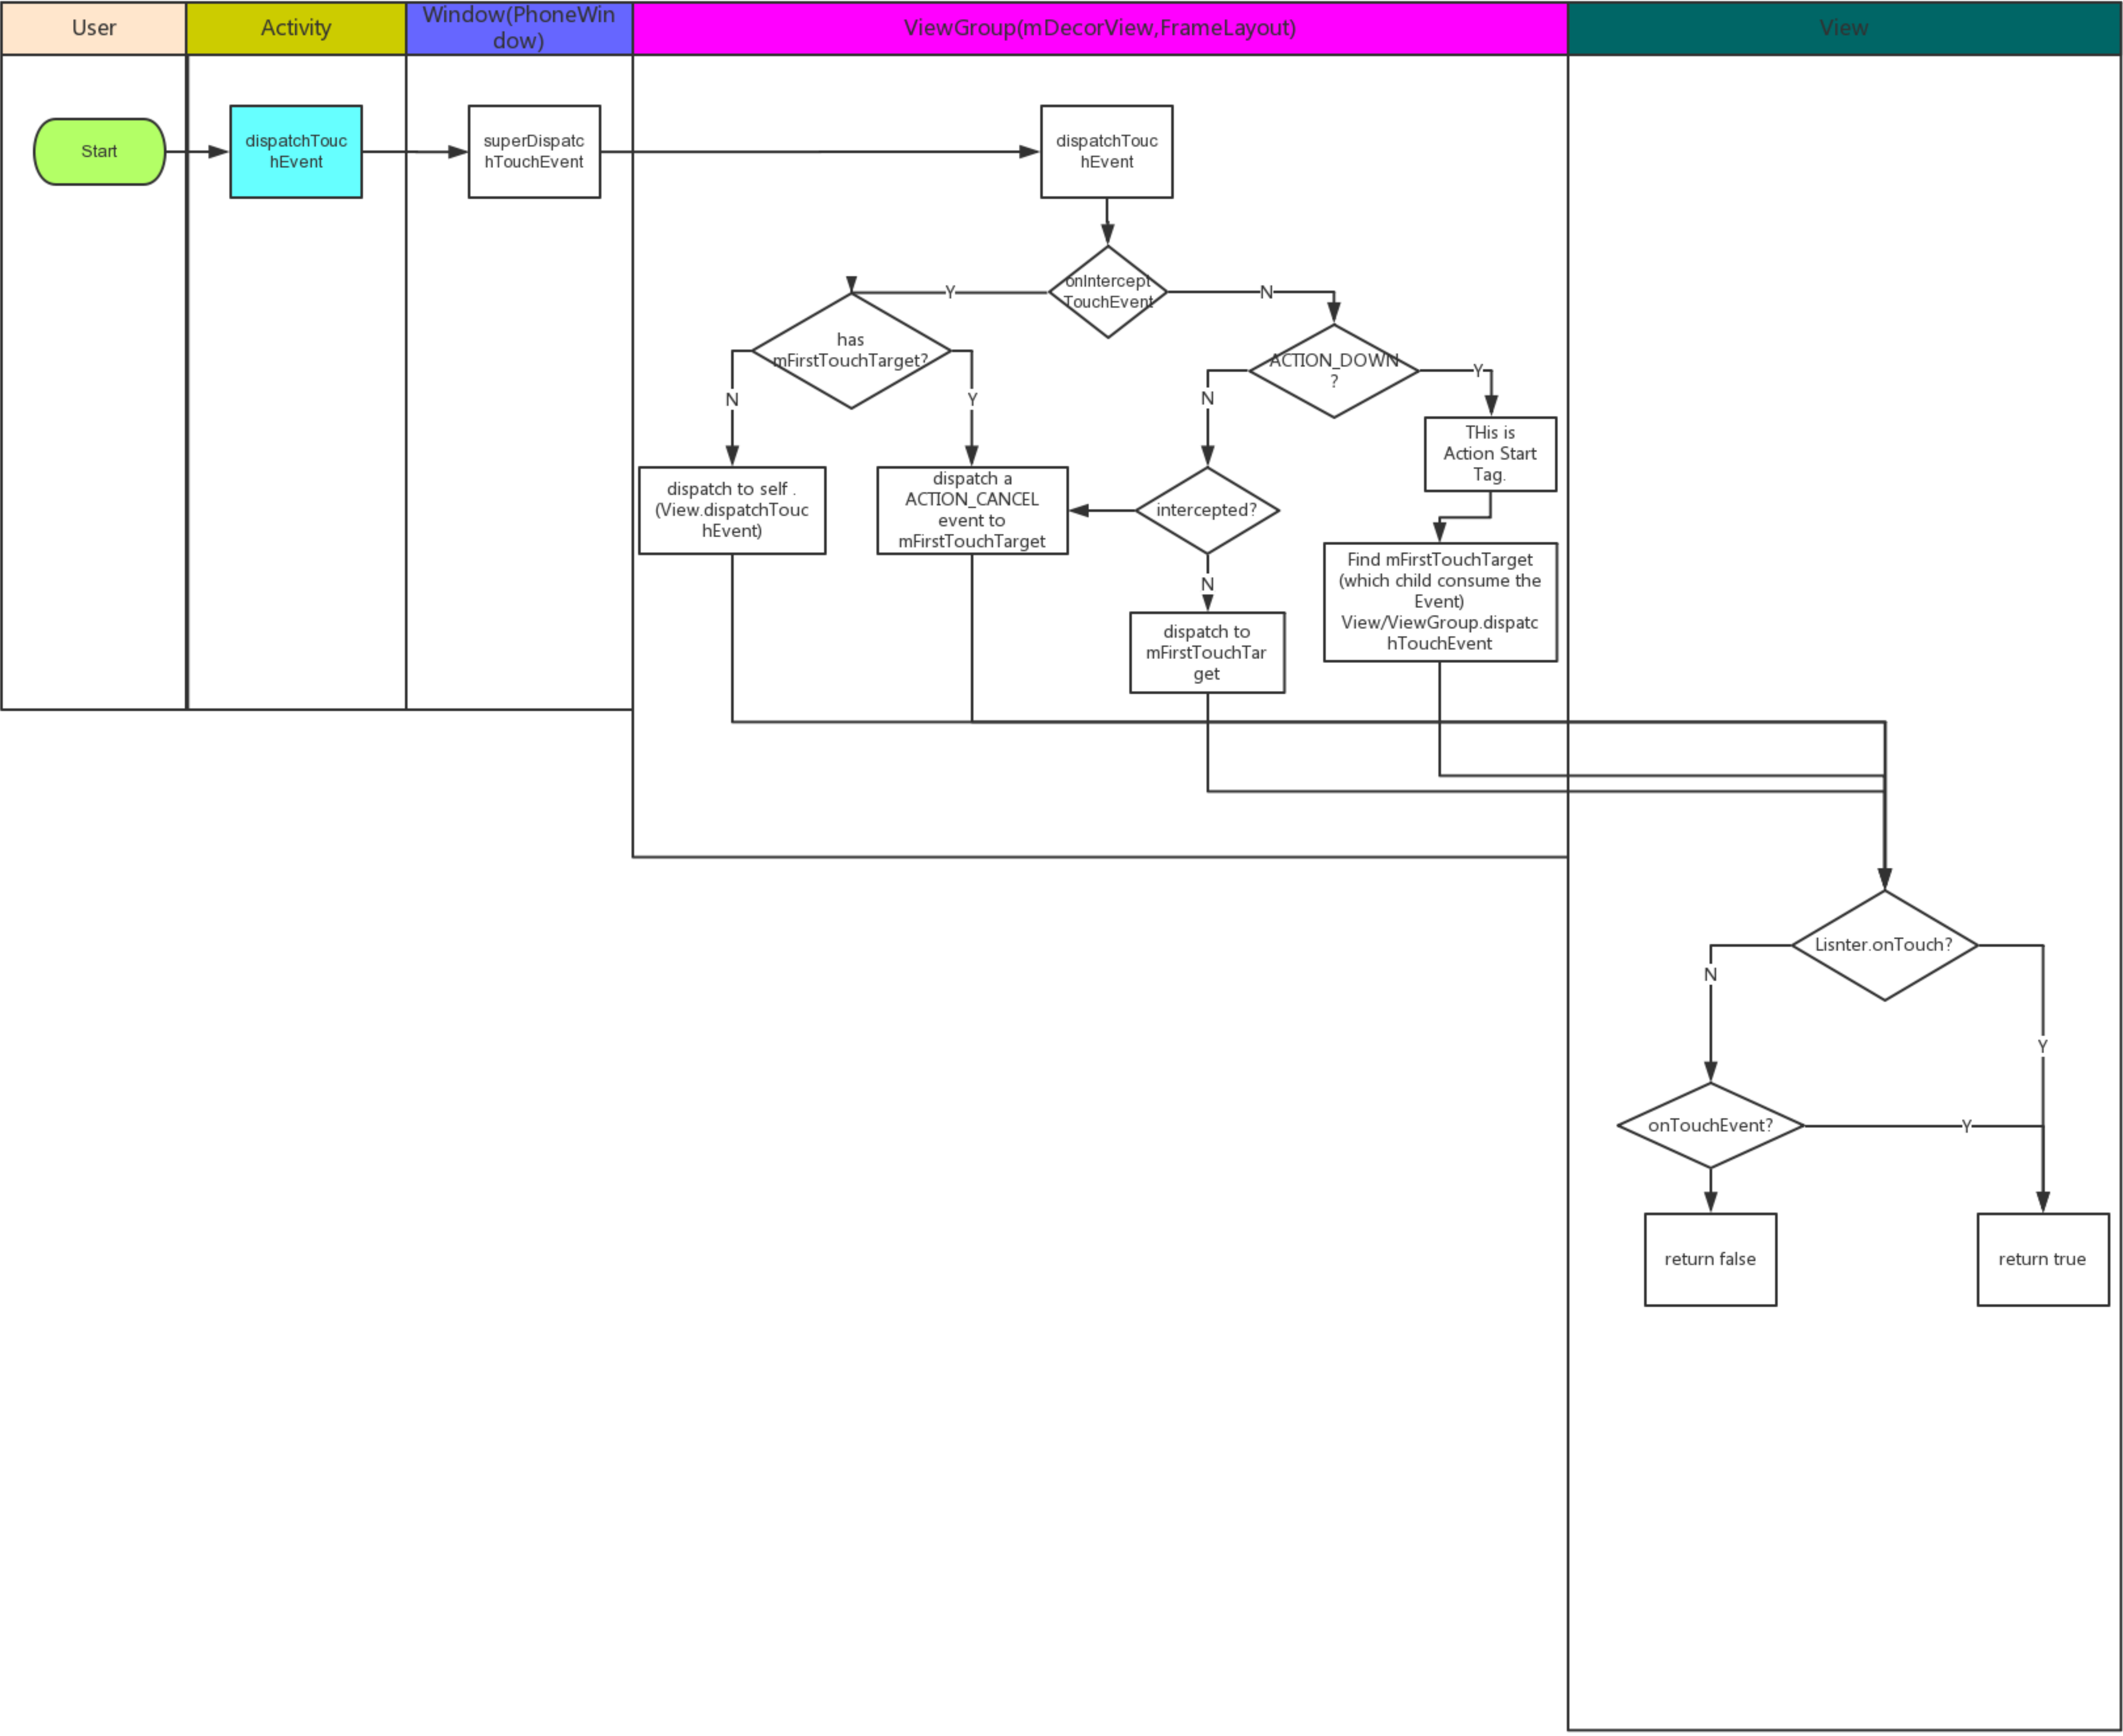 User
Activity
Window(PhoneWin
dow)
ViewGroup(mDecorView,FrameLayout)
View
Start
dispatchTouc
hEvent
superDispatc
hTouchEvent
dispatchTouc
hEvent
onIntercept
TouchEvent
Y
N
has
mFirstTouchTarget?
ACTION_DOWN
?
N
Y
N
Y
THis is
Action Start
Tag.
dispatch to self .
(View.dispatchTouc
hEvent)
dispatch a
ACTION_CANCEL
event to
mFirstTouchTarget
intercepted?
N
Find mFirstTouchTarget
(which child consume the
Event)
View/ViewGroup.dispatc
hTouchEvent
dispatch to
mFirstTouchTar
get
Lisnter.onTouch?
N
Y
onTouchEvent?
Y
return false
return true